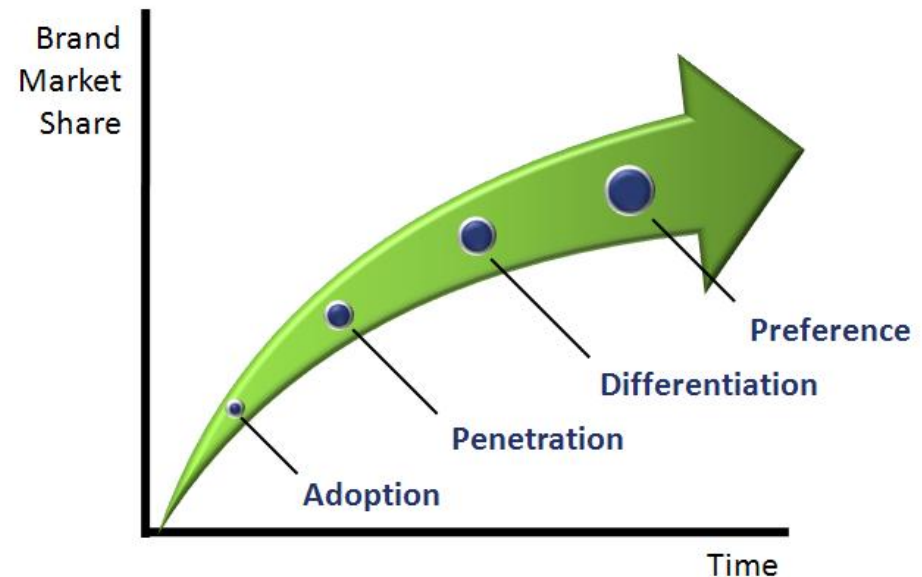 Brand
Market
Share
Preference
Differentiation
Penetration
Adoption
Time